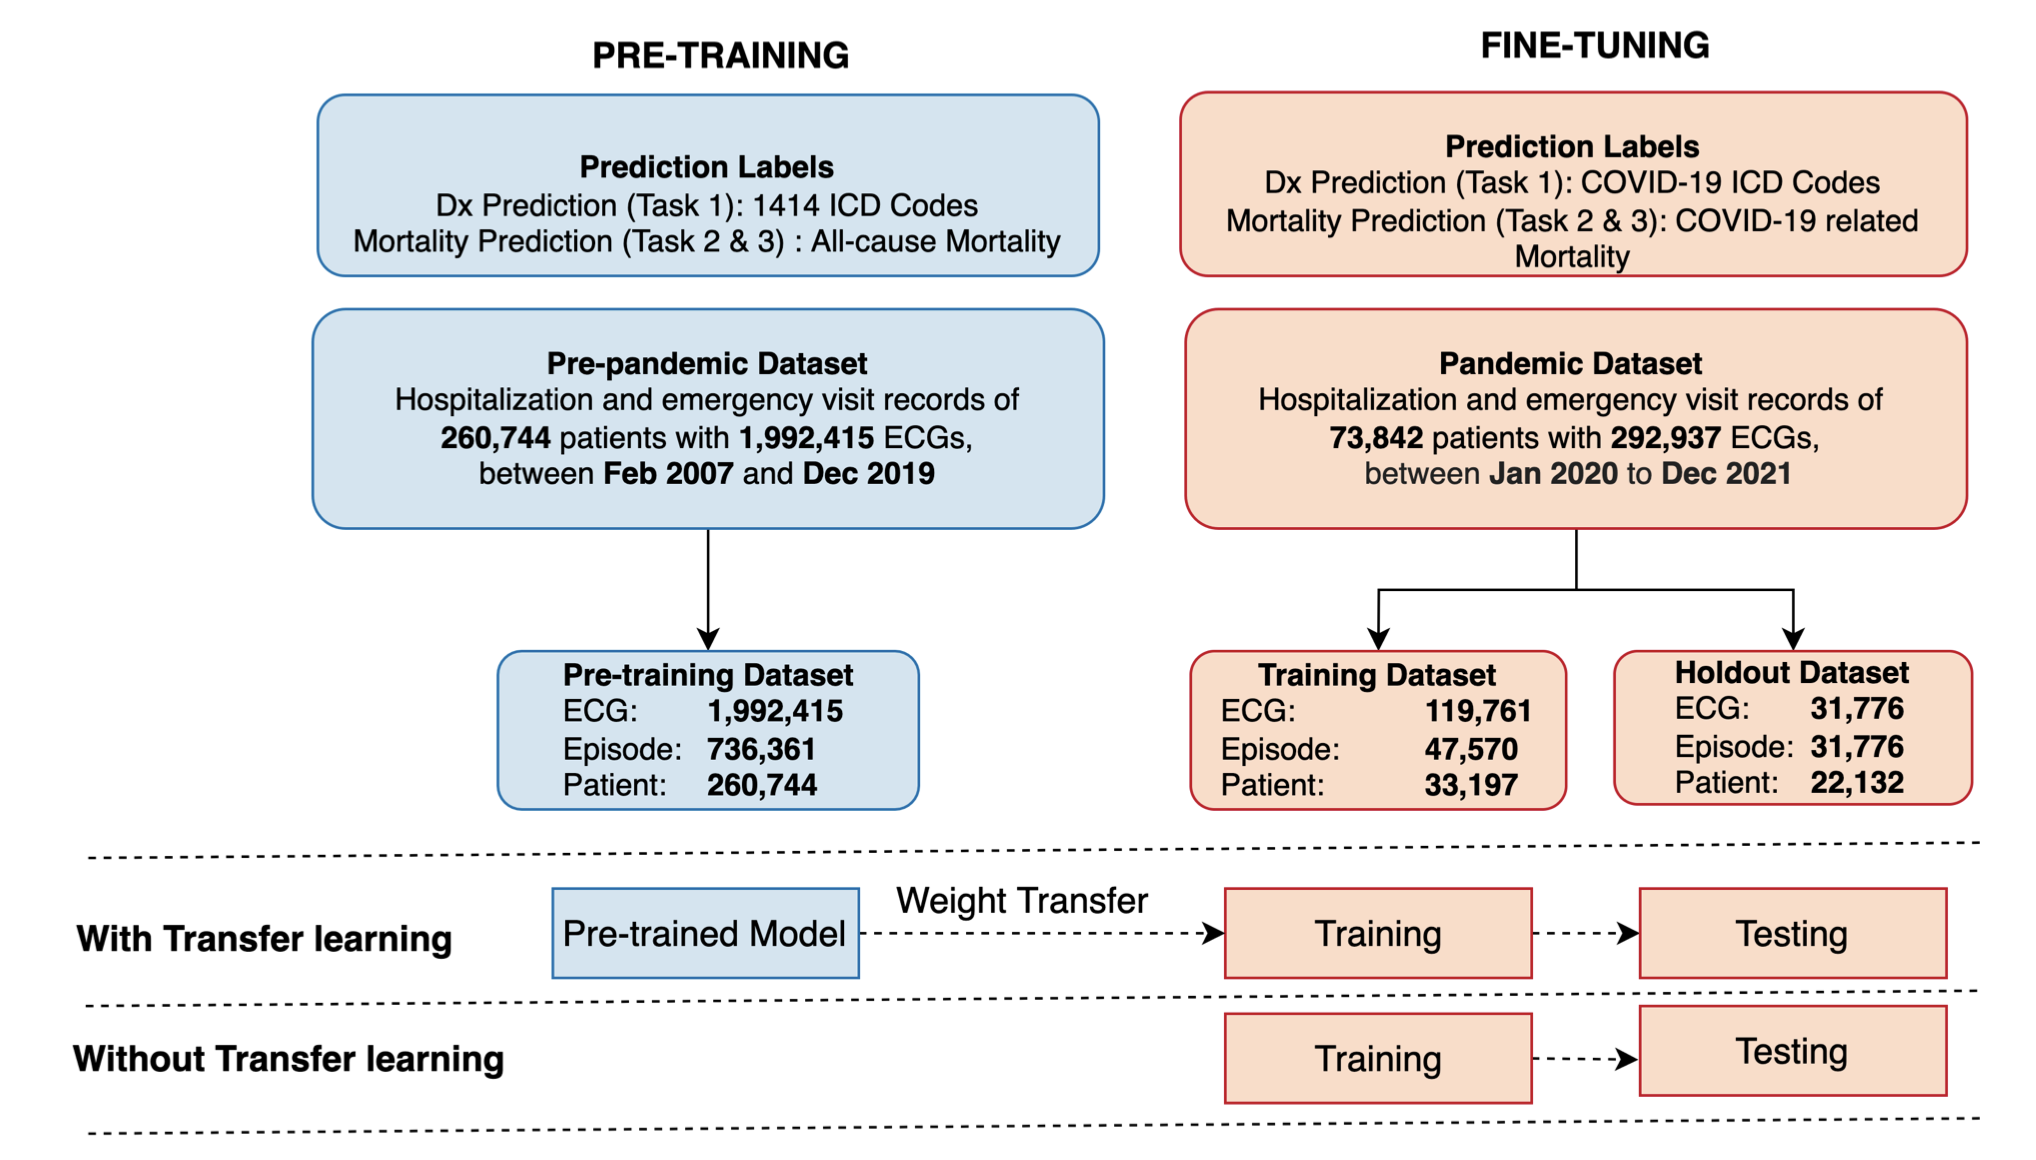 PRE-TRAINING
Prediction Labels
Dx Prediction (Task 1): 1414 ICD Codes
Mortality Prediction (Task 2 & 3) : All-cause Mortality
Pre-pandemic Dataset
Hospitalization and emergency visit records of
260,744 patients with 1,992,415 ECGs,
between Feb 2007 and Dec 2019
Pre-training Dataset
ECG: 1,992,415
Episode: 736,361
Patient: 260,744
FINE-TUNING
Prediction Labels
Dx Prediction (Task 1): COVID-19 ICD Codes
Mortality Prediction (Task 2 & 3): COVID-19 related
Mortality
Pandemic Dataset
Hospitalization and emergency visit records of
73,842 patients with 292,937 ECGs,
between Jan 2020 to Dec 2021
Training Dataset
ECG: 119,761
Episode: 47,570
Patient: 33,197
Holdout Dataset
ECG: 31,776
Episode: 31,776
Patient: 22,132
With Transfer learning
Pre-trained Model
Weight Transfer
Training
Testing
Without Transfer learning
Training
Testing